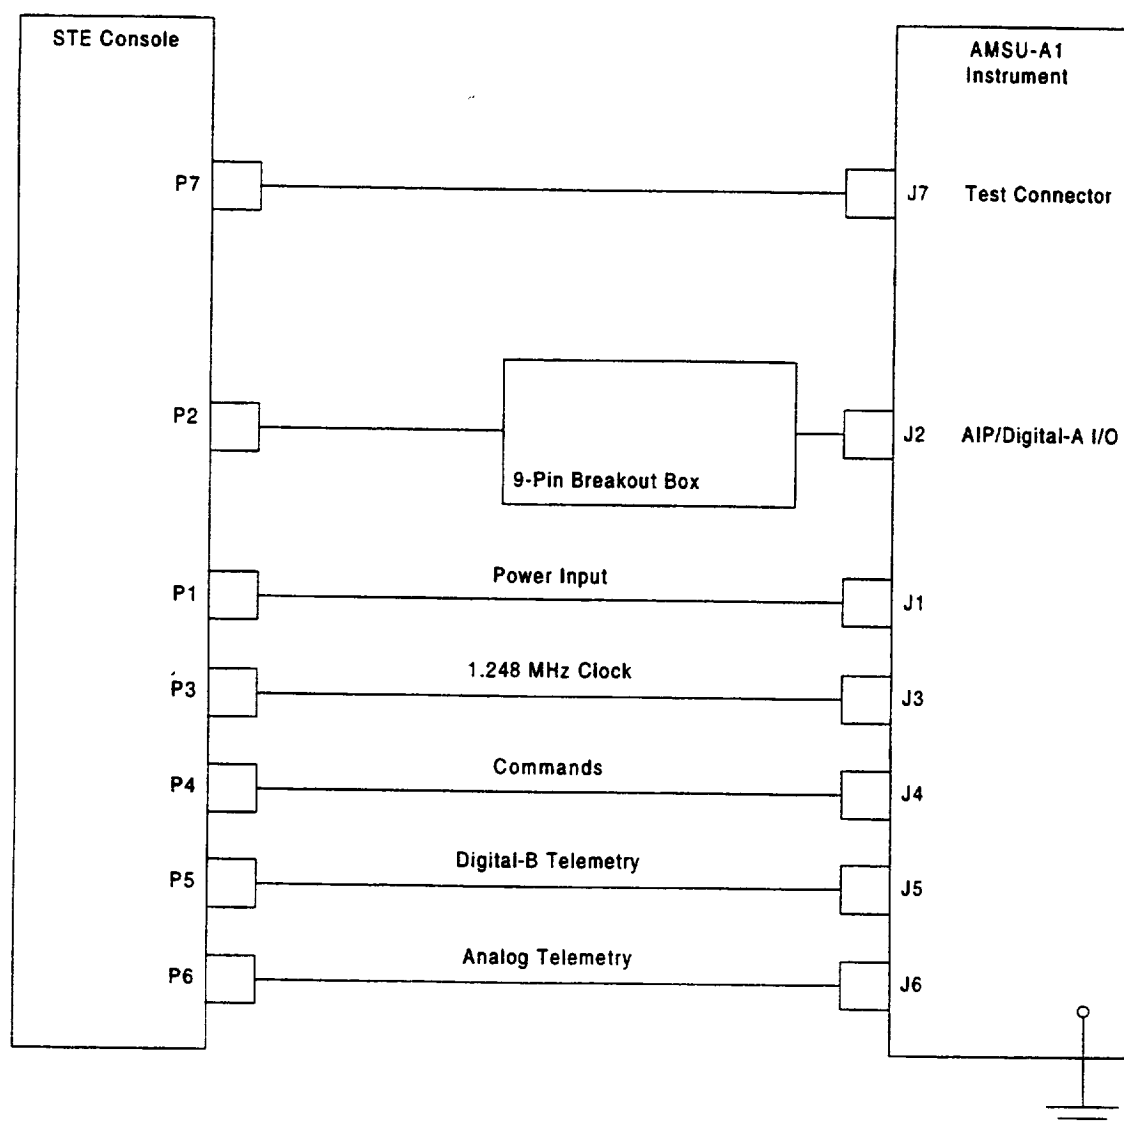 STE Console
AMSU-A1
Instrument
P7
J7 Test Connector
P2
J2 AIP/Digital-A I/O
9-Pin Breakout Box
P1
Power Input
J1
P3
1.248 MHz Clock
J3
P4
Commands
J4
P5
Digital-B Telemetry
J5
P6
Analog Telemetry
J6